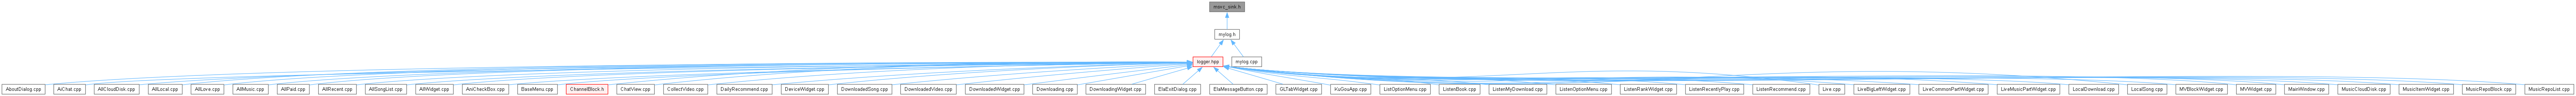 msvc_sink.h
mylog.h
logger.hpp
mylog.cpp
AboutDialog.cpp
AiChat.cpp
AllCloudDisk.cpp
AllLocal.cpp
AllLove.cpp
AllMusic.cpp
AllPaid.cpp
AllRecent.cpp
AllSongList.cpp
AllWidget.cpp
AniCheckBox.cpp
BaseMenu.cpp
ChannelBlock.h
ChatView.cpp
CollectVideo.cpp
DailyRecommend.cpp
DeviceWidget.cpp
DownloadedSong.cpp
DownloadedVideo.cpp
DownloadedWidget.cpp
Downloading.cpp
DownloadingWidget.cpp
ElaExitDialog.cpp
ElaMessageButton.cpp
GLTabWidget.cpp
KuGouApp.cpp
ListOptionMenu.cpp
ListenBook.cpp
ListenMyDownload.cpp
ListenOptionMenu.cpp
ListenRankWidget.cpp
ListenRecentlyPlay.cpp
ListenRecommend.cpp
Live.cpp
LiveBigLeftWidget.cpp
LiveCommonPartWidget.cpp
LiveMusicPartWidget.cpp
LocalDownload.cpp
LocalSong.cpp
MVBlockWidget.cpp
MVWidget.cpp
MainWindow.cpp
MusicCloudDisk.cpp
MusicItemWidget.cpp
MusicRepoBlock.cpp
MusicRepoList.cpp